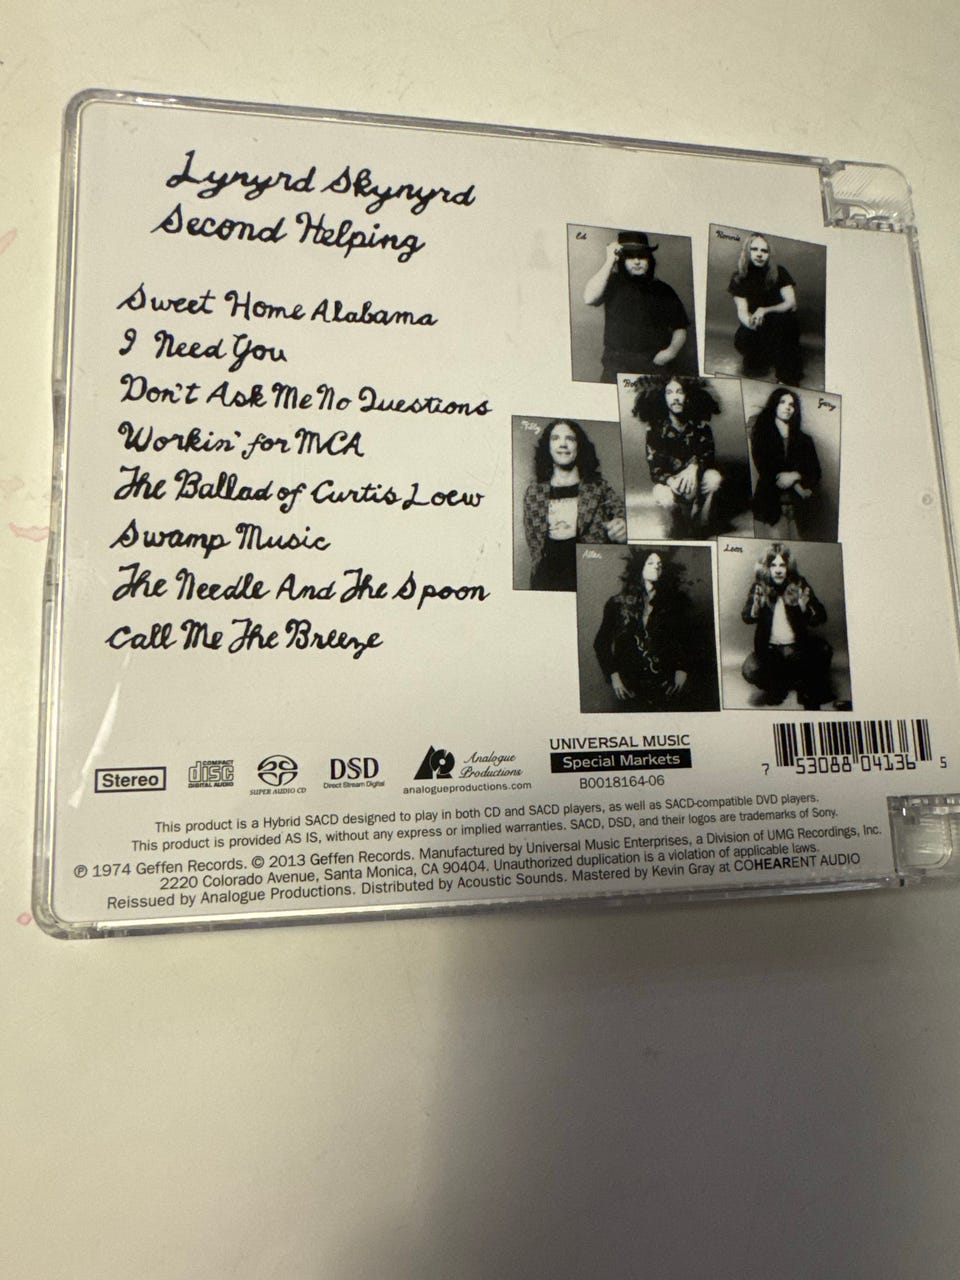 Lynyrd Skynyrd
Second Helping
Sweet Home Alabama
I Need You
Don't Ask Me No Questions
Workin' for MCA
The Ballad of Curtis Loew
Swamp Music
The Needle And The Spoon
Call Me The Breeze
Ed
Ronnie
Bob
Gary
Billy
Allen
Leon
Stereo
COMPACT
disc
DIGITAL AUDIO
SUPER AUDIO CD
DSD
Direct Stream Digital
Analogue
Productions
analogueproductions.com
UNIVERSAL MUSIC
Special Markets
B0018164-06
7 53088 04136 5
This product is a Hybrid SACD designed to play in both CD and SACD players, as well as SACD-compatible DVD players.
This product is provided AS IS, without any express or implied warranties. SACD, DSD, and their logos are trademarks of Sony.
℗ 1974 Geffen Records. © 2013 Geffen Records. Manufactured by Universal Music Enterprises, a Division of UMG Recordings, Inc.
2220 Colorado Avenue, Santa Monica, CA 90404. Unauthorized duplication is a violation of applicable laws.
Reissued by Analogue Productions. Distributed by Acoustic Sounds. Mastered by Kevin Gray at COHEARENT AUDIO